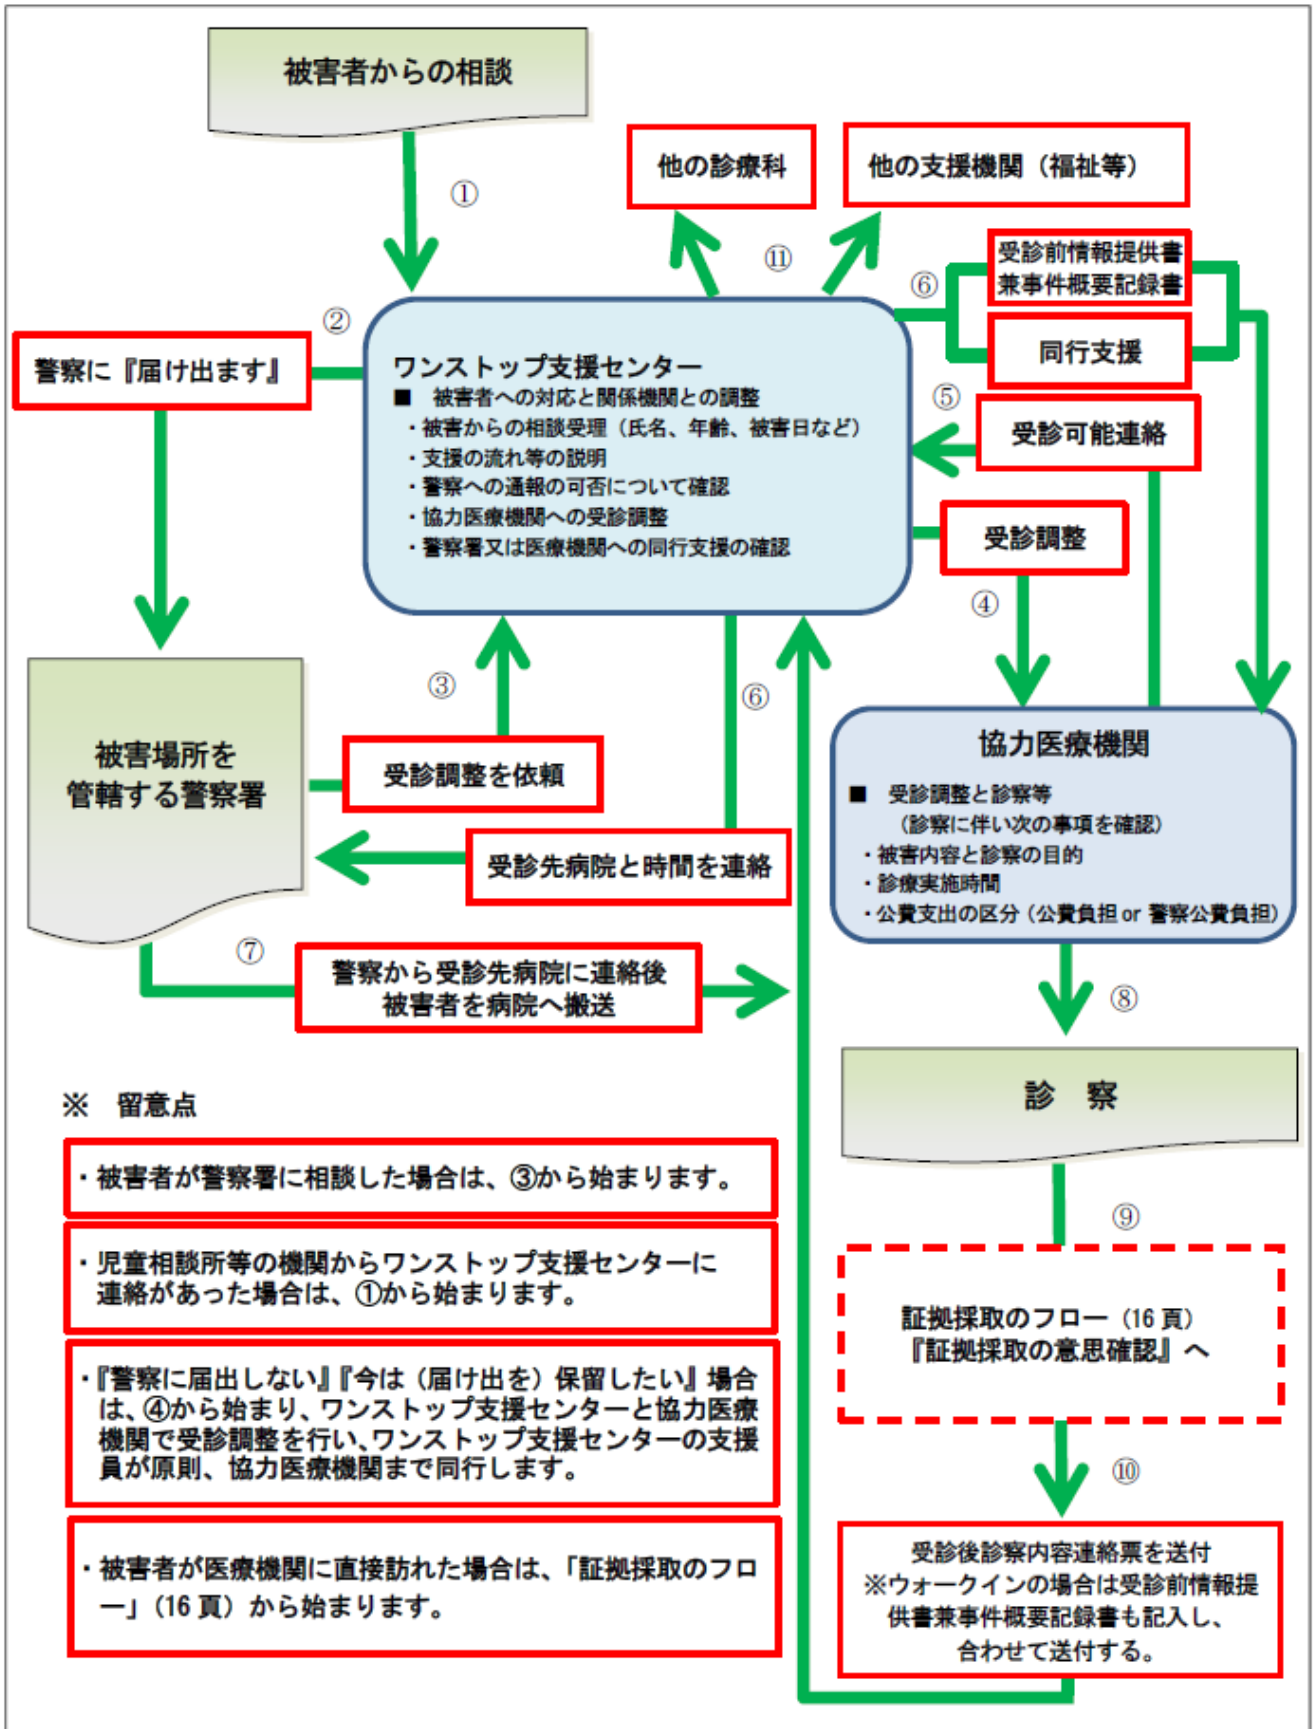 被害者からの相談
①
他の診療科
他の支援機関（福祉等）
⑪
⑥
受診前情報提供書
兼事件概要記録書
同行支援
②
警察に『届け出ます』
ワンストップ支援センター
■　被害者への対応と関係機関との調整
・被害からの相談受理（氏名、年齢、被害日など）
・支援の流れ等の説明
・警察への通報の可否について確認
・協力医療機関への受診調整
・警察署又は医療機関への同行支援の確認
⑤
受診可能連絡
受診調整
④
③
⑥
被害場所を
管轄する警察署
受診調整を依頼
受診先病院と時間を連絡
協力医療機関
■　受診調整と診察等
（診察に伴い次の事項を確認）
・被害内容と診察の目的
・診療実施時間
・公費支出の区分（公費負担 or 警察公費負担）
⑦
警察から受診先病院に連絡後
被害者を病院へ搬送
⑧
診　察
⑨
証拠採取のフロー（16 頁）
『証拠採取の意思確認』へ
⑩
受診後診察内容連絡票を送付
※ウォークインの場合は受診前情報提
供書兼事件概要記録書も記入し、
合わせて送付する。
※　留意点
・被害者が警察署に相談した場合は、③から始まります。
・児童相談所等の機関からワンストップ支援センターに
連絡があった場合は、①から始まります。
・『警察に届出しない』『今は（届け出を）保留したい』場合
は、④から始まり、ワンストップ支援センターと協力医療
機関で受診調整を行い、ワンストップ支援センターの支援
員が原則、協力医療機関まで同行します。
・被害者が医療機関に直接訪れた場合は、「証拠採取のフロ
ー」（16 頁）から始まります。